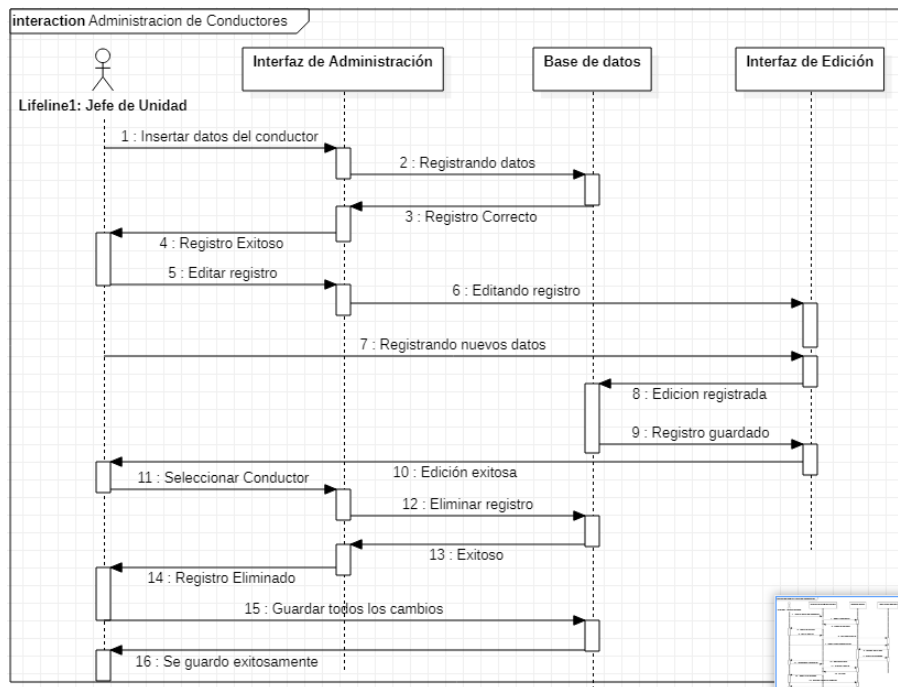 interaction Administracion de Conductores
Interfaz de Administración
Base de datos
Interfaz de Edición
Lifeline1: Jefe de Unidad
1 : Insertar datos del conductor
2 : Registrando datos
3 : Registro Correcto
4 : Registro Exitoso
5 : Editar registro
6 : Editando registro
7 : Registrando nuevos datos
8 : Edicion registrada
9 : Registro guardado
10 : Edición exitosa
11 : Seleccionar Conductor
12 : Eliminar registro
13 : Exitoso
14 : Registro Eliminado
15 : Guardar todos los cambios
16 : Se guardo exitosamente